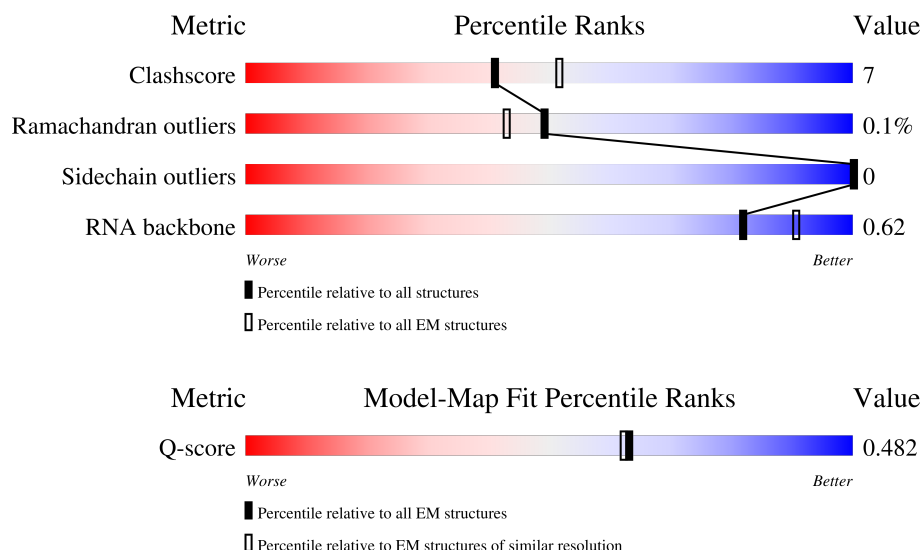 Metric Percentile Ranks Value
Clashscore 7
Ramachandran outliers 0.1%
Sidechain outliers 0
RNA backbone 0.62
Worse Better
Percentile relative to all structures
Percentile relative to all EM structures
Metric Model-Map Fit Percentile Ranks Value
Q-score 0.482
Worse Better
Percentile relative to all EM structures
Percentile relative to EM structures of similar resolution